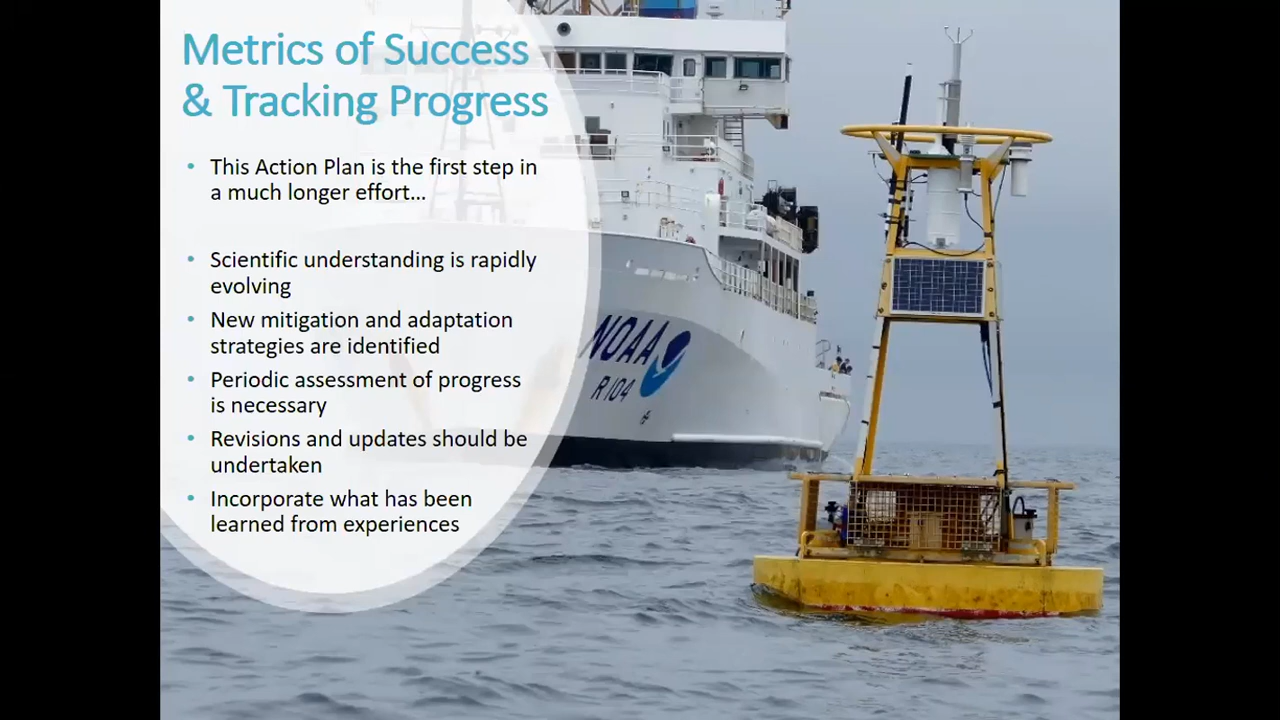 Metrics of Success
& Tracking Progress
• This Action Plan is the first step in
a much longer effort...
• Scientific understanding is rapidly
evolving
• New mitigation and adaptation
strategies are identified
• Periodic assessment of progress
is necessary
• Revisions and updates should be
undertaken
• Incorporate what has been
learned from experiences
NOAA
R 104